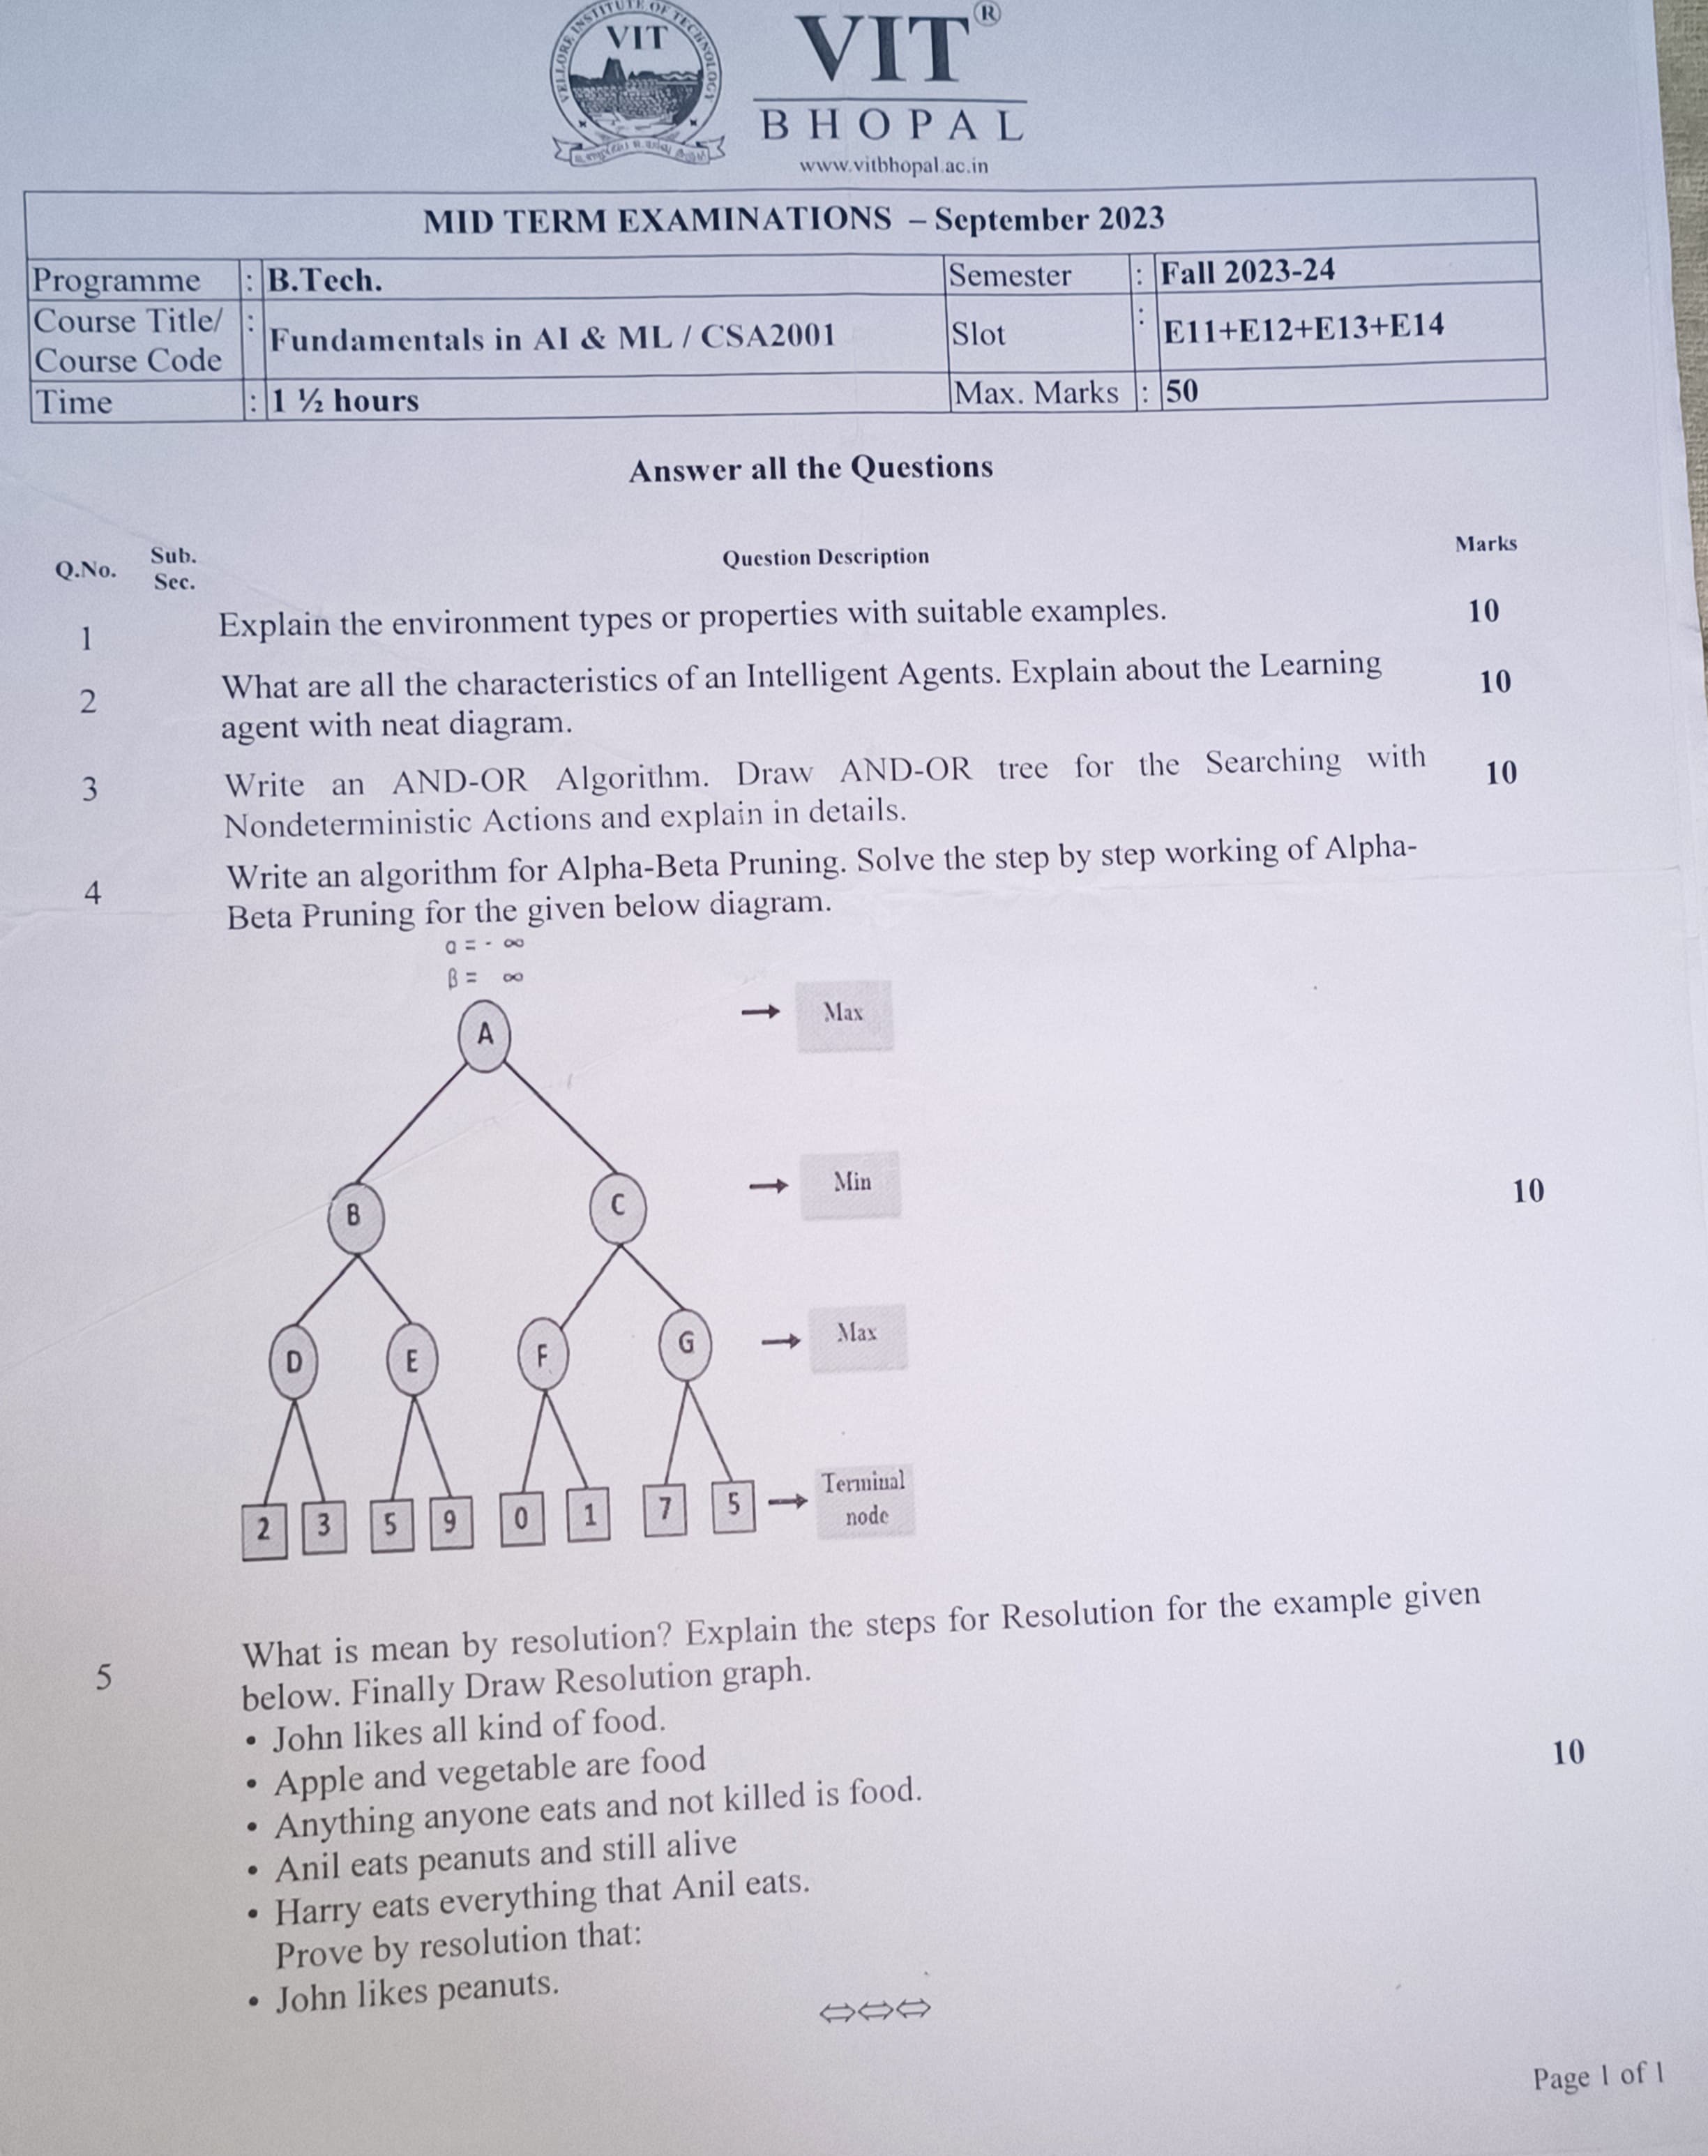 VELLORE INSTITUTE OF TECHNOLOGY
VIT
VIT®
BHOPAL
www.vitbhopal.ac.in
MID TERM EXAMINATIONS – September 2023
Programme : B.Tech. Semester : Fall 2023-24
Course Title/ Course Code : Fundamentals in AI & ML / CSA2001 Slot : E11+E12+E13+E14
Time : 1 ½ hours Max. Marks : 50
Answer all the Questions
Q.No. Sub. Sec. Question Description Marks
1 Explain the environment types or properties with suitable examples. 10
2 What are all the characteristics of an Intelligent Agents. Explain about the Learning 10
agent with neat diagram.
3 Write an AND-OR Algorithm. Draw AND-OR tree for the Searching with 10
Nondeterministic Actions and explain in details.
4 Write an algorithm for Alpha-Beta Pruning. Solve the step by step working of Alpha-
Beta Pruning for the given below diagram.
α = - ∞
β = ∞
A → Max
B C → Min
10
D E F G → Max
2 3 5 9 0 1 7 5 → Terminal node
5 What is mean by resolution? Explain the steps for Resolution for the example given
below. Finally Draw Resolution graph.
• John likes all kind of food.
• Apple and vegetable are food
10
• Anything anyone eats and not killed is food.
• Anil eats peanuts and still alive
• Harry eats everything that Anil eats.
Prove by resolution that:
• John likes peanuts.
⇔⇔⇔
Page 1 of 1